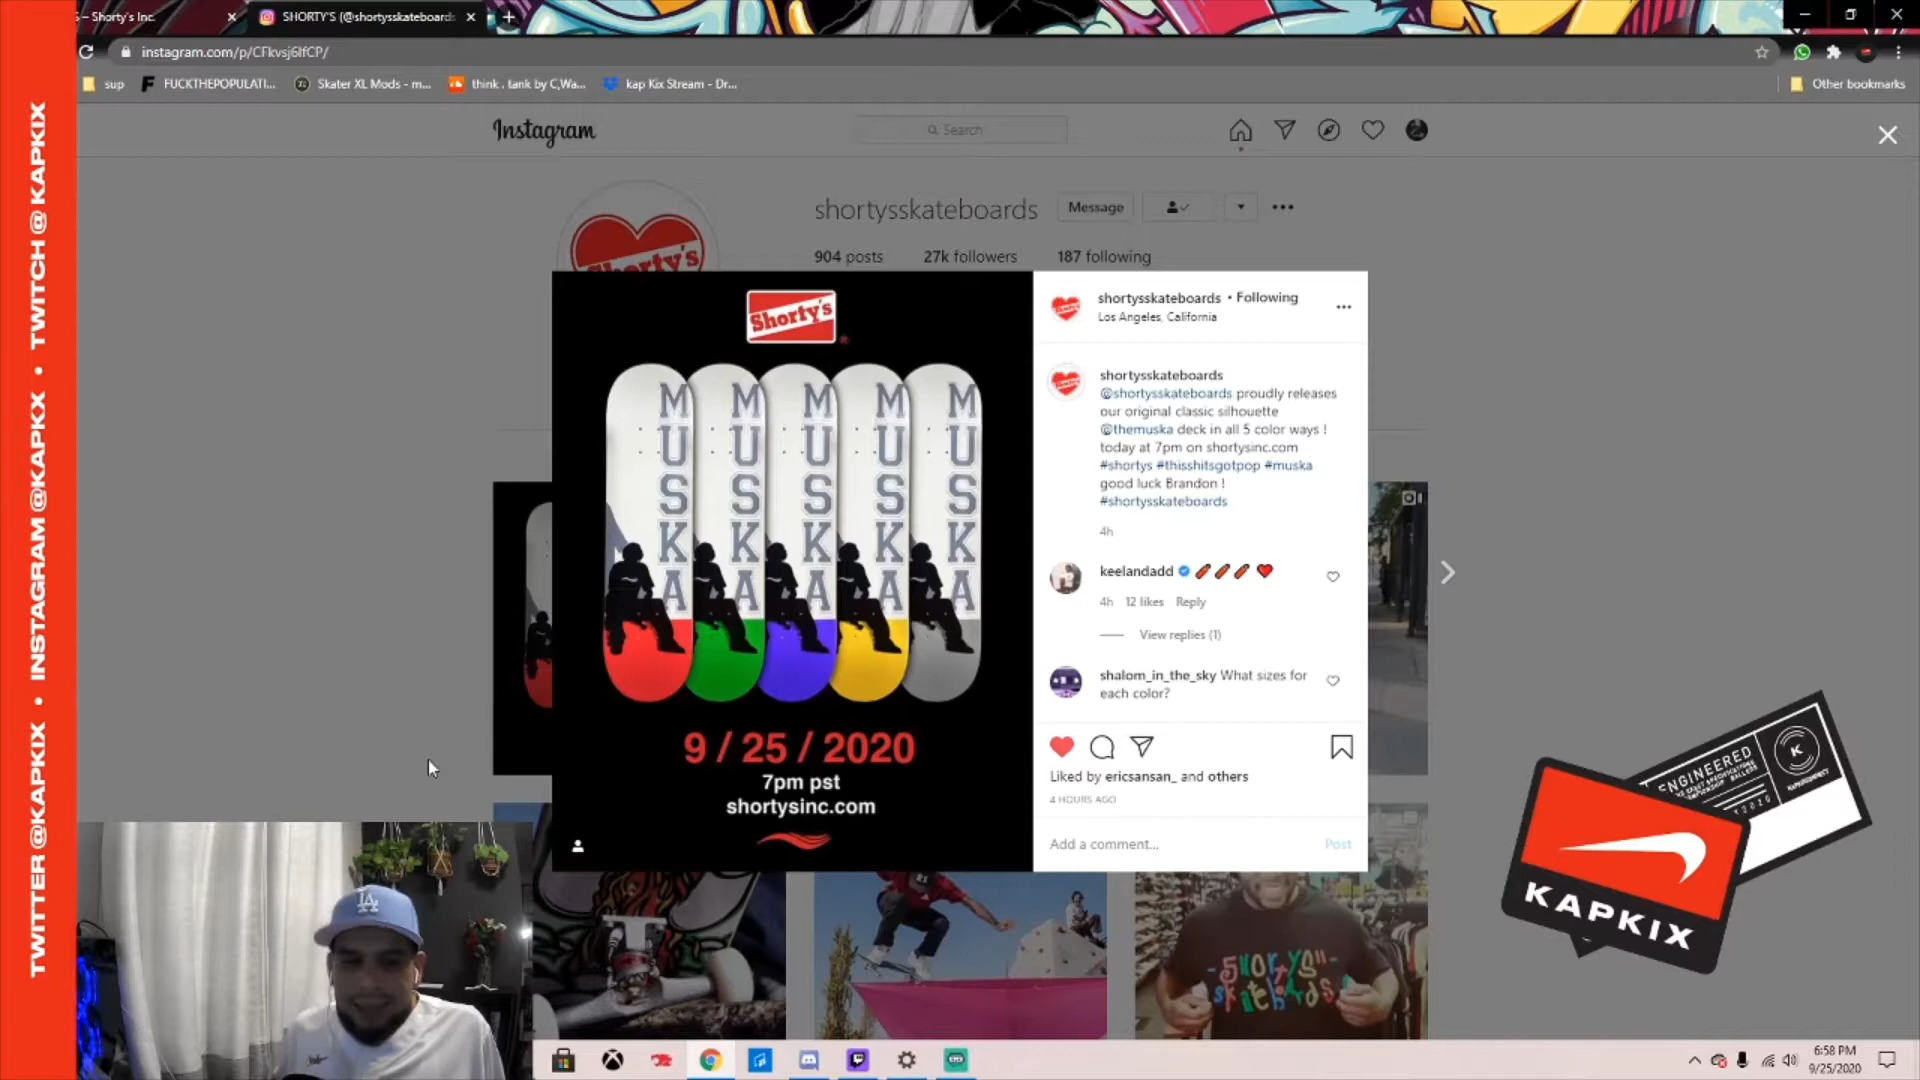 – Shorty's Inc.
SHORTY'S (@shortysskateboards
instagram.com/p/CFkvsj6lfCP/
sup
FUCKTHEPOPULATI...
Skater XL Mods - m...
think . tank by C,Wa...
kap Kix Stream - Dr...
Other bookmarks
TWITTER @KAPKIX • INSTAGRAM @KAPKX • TWITCH @KAPKIX
Instagram
Search
shortysskateboards
Message
904 posts
27k followers
187 following
Shorty's
Shorty's
MUSKA
MUSKA
MUSKA
MUSKA
MUSKA
9 / 25 / 2020
7pm pst
shortysinc.com
shortysskateboards • Following
Los Angeles, California
shortysskateboards
@shortysskateboards proudly releases
our original classic silhouette
@themuska deck in all 5 color ways !
today at 7pm on shortysinc.com
#shortys #thisshitsgotpop #muska
good luck Brandon !
#shortysskateboards
4h
keelandadd
4h 12 likes Reply
View replies (1)
shalom_in_the_sky What sizes for
each color?
Liked by ericsansan_ and others
4 HOURS AGO
Add a comment...
Post
LA
SHORTYS
skateboards
ENGINEERED
K
KAPKIX
6:58 PM
9/25/2020